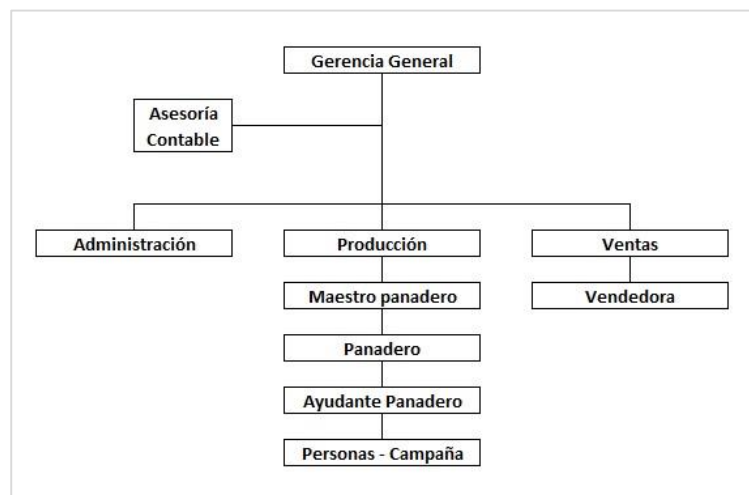 Gerencia General
Asesoría
Contable
Administración
Producción
Ventas
Maestro panadero
Vendedora
Panadero
Ayudante Panadero
Personas - Campaña